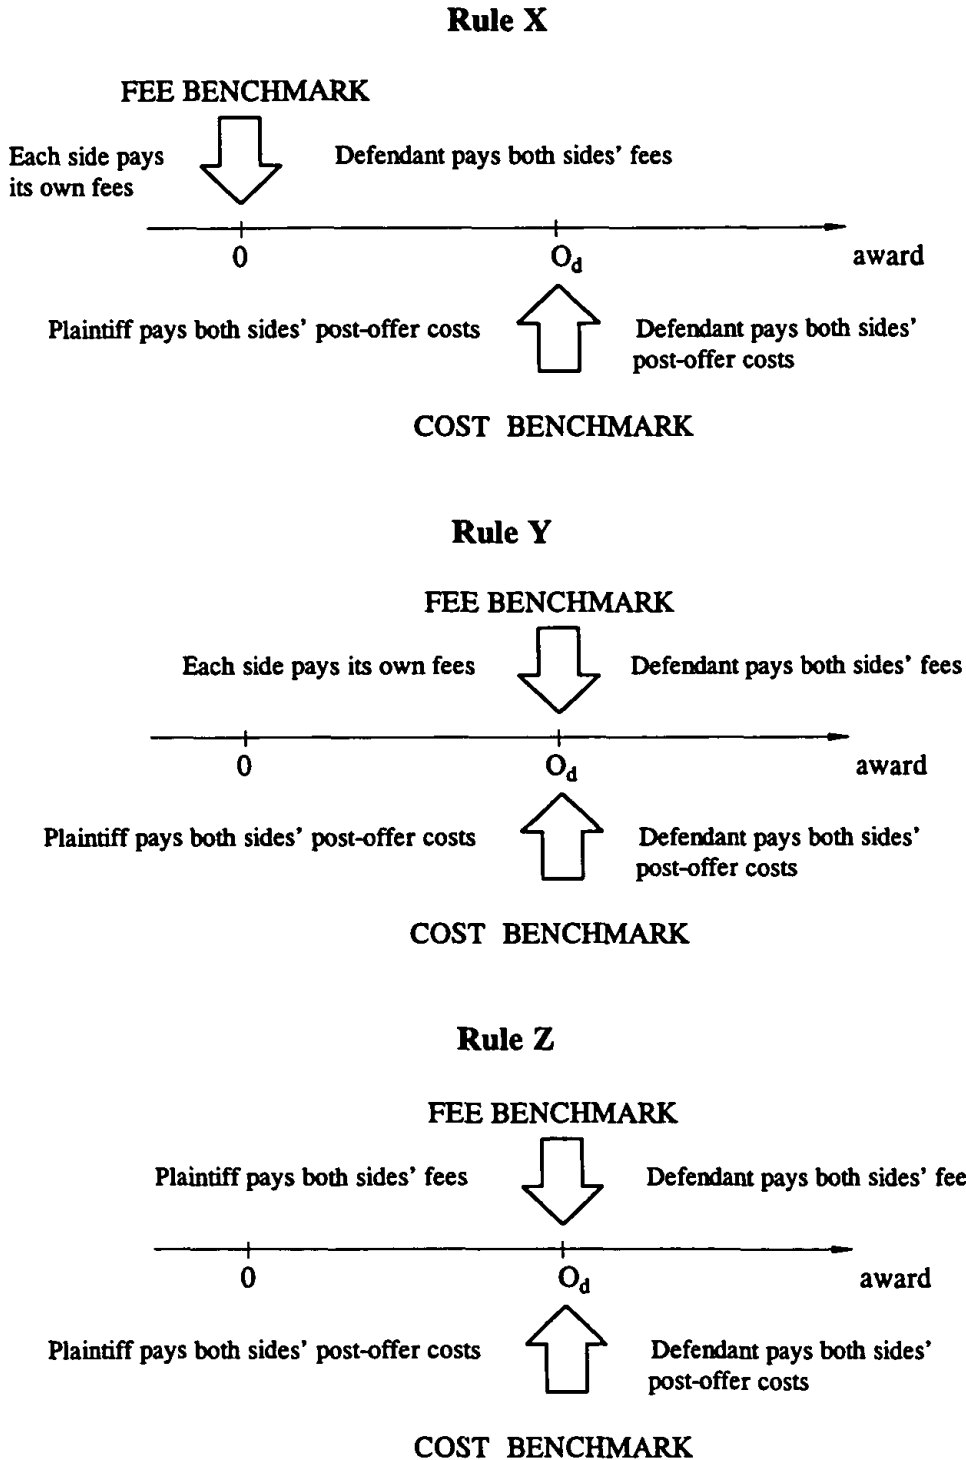 Rule X
FEE BENCHMARK
Each side pays
its own fees
Defendant pays both sides' fees
0
O_d
award
Plaintiff pays both sides' post-offer costs
Defendant pays both sides'
post-offer costs
COST BENCHMARK
Rule Y
FEE BENCHMARK
Each side pays its own fees
Defendant pays both sides' fees
0
O_d
award
Plaintiff pays both sides' post-offer costs
Defendant pays both sides'
post-offer costs
COST BENCHMARK
Rule Z
FEE BENCHMARK
Plaintiff pays both sides' fees
Defendant pays both sides' fee
0
O_d
award
Plaintiff pays both sides' post-offer costs
Defendant pays both sides'
post-offer costs
COST BENCHMARK